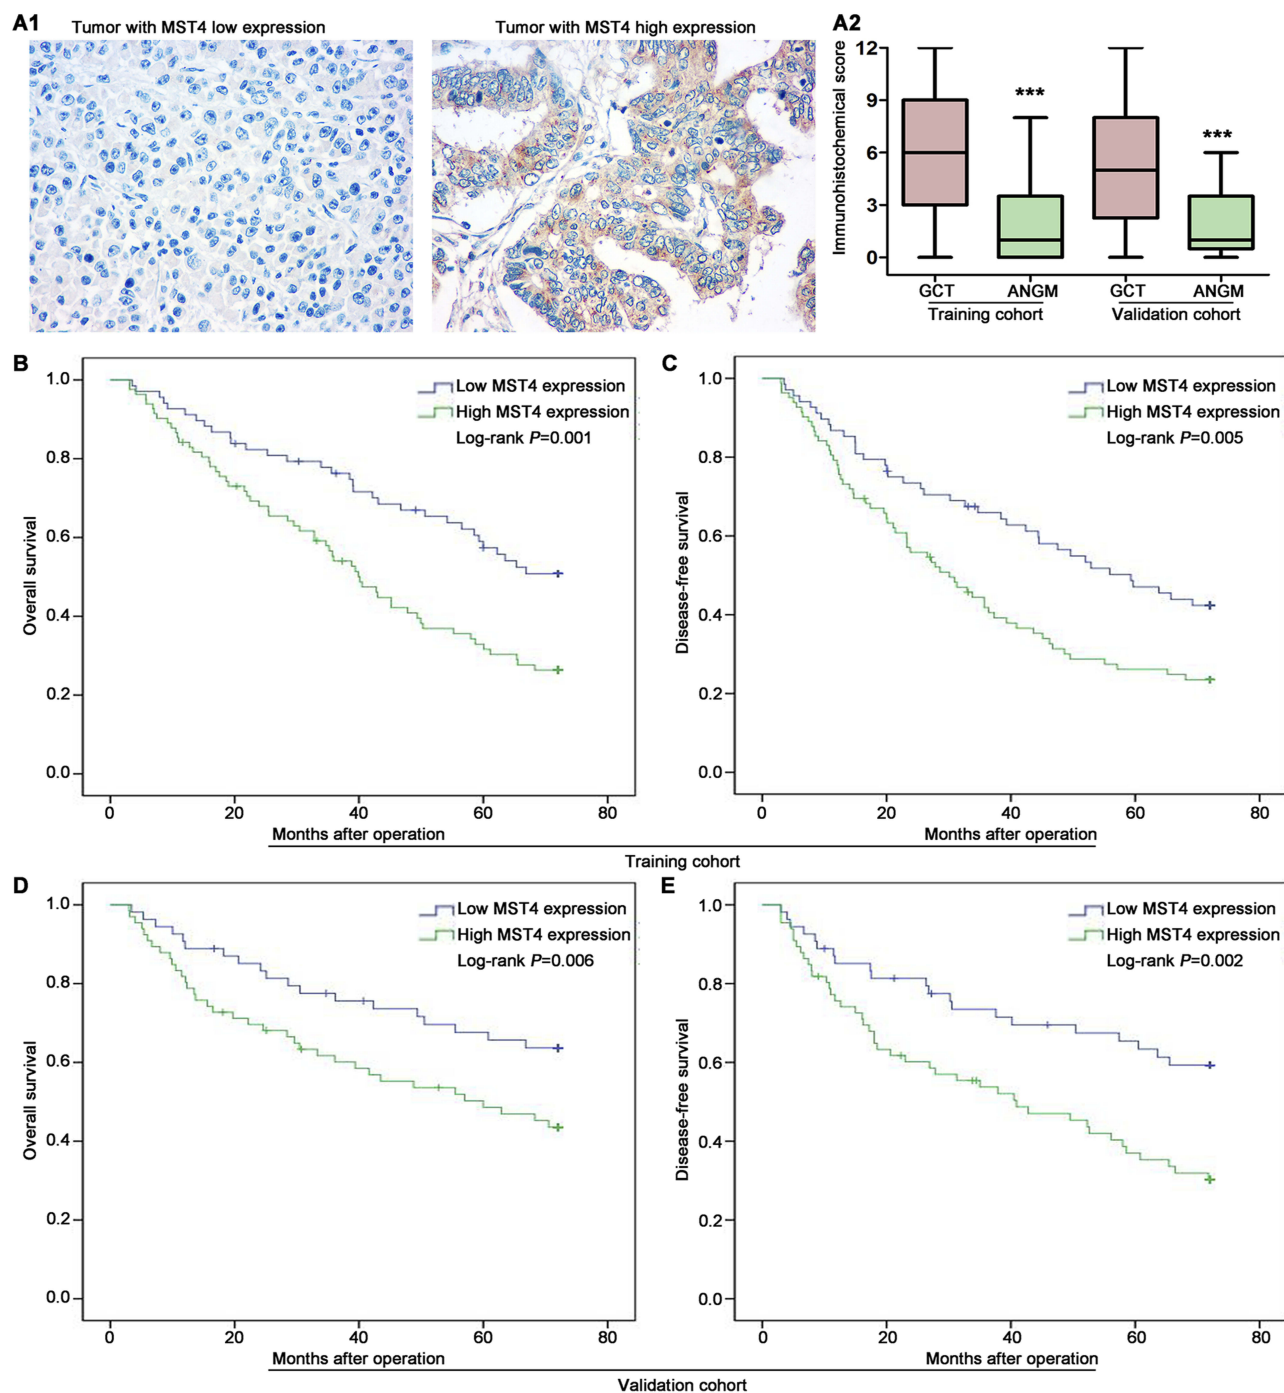 A1
Tumor with MST4 low expression
Tumor with MST4 high expression
A2
Immunohistochemical score
12
9
6
3
0
***
***
GCT ANGM GCT ANGM
Training cohort Validation cohort
B
Overall survival
1.0
0.8
0.6
0.4
0.2
0.0
Low MST4 expression
High MST4 expression
Log-rank P=0.001
0 20 40 60 80
Months after operation
C
Disease-free survival
1.0
0.8
0.6
0.4
0.2
0.0
Low MST4 expression
High MST4 expression
Log-rank P=0.005
0 20 40 60 80
Months after operation
Training cohort
D
Overall survival
1.0
0.8
0.6
0.4
0.2
0.0
Low MST4 expression
High MST4 expression
Log-rank P=0.006
0 20 40 60 80
Months after operation
E
Disease-free survival
1.0
0.8
0.6
0.4
0.2
0.0
Low MST4 expression
High MST4 expression
Log-rank P=0.002
0 20 40 60 80
Months after operation
Validation cohort